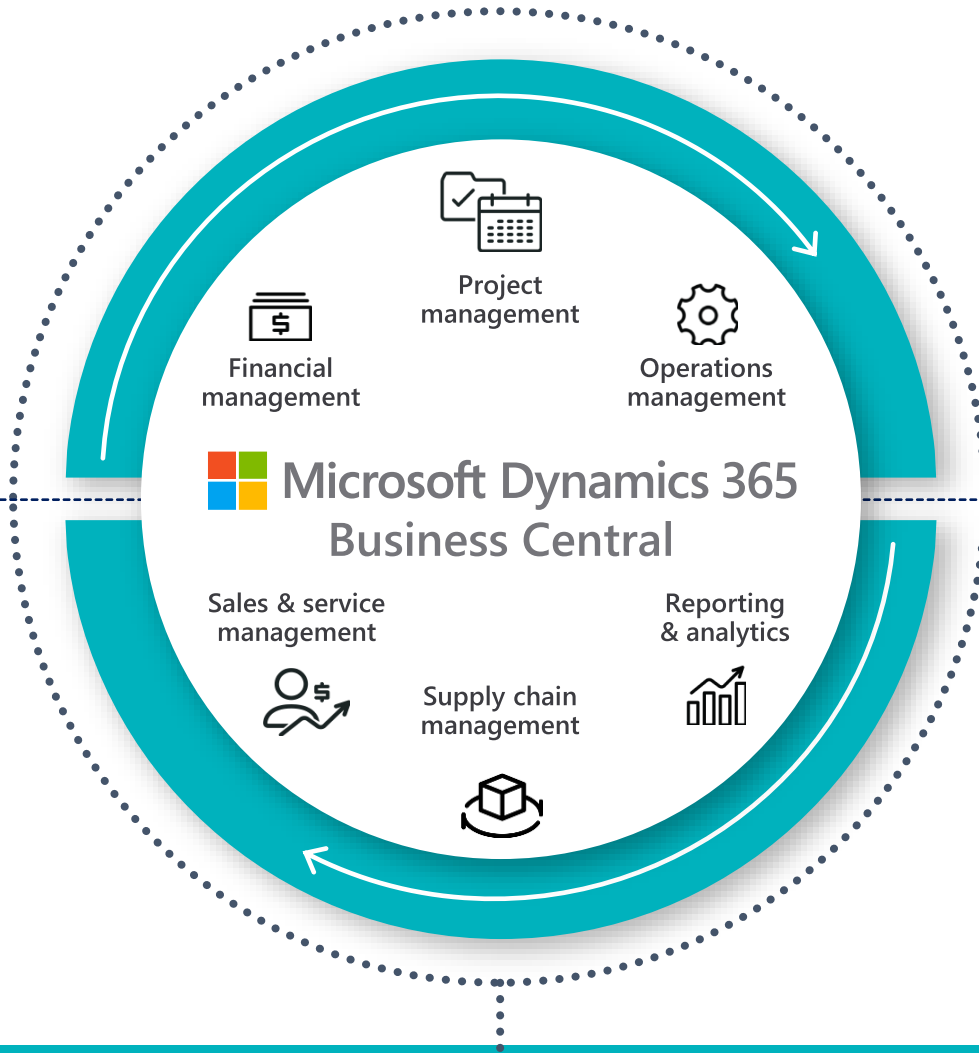 Project
management
Financial
management
Operations
management
Microsoft Dynamics 365
Business Central
Sales & service
management
Reporting
& analytics
Supply chain
management